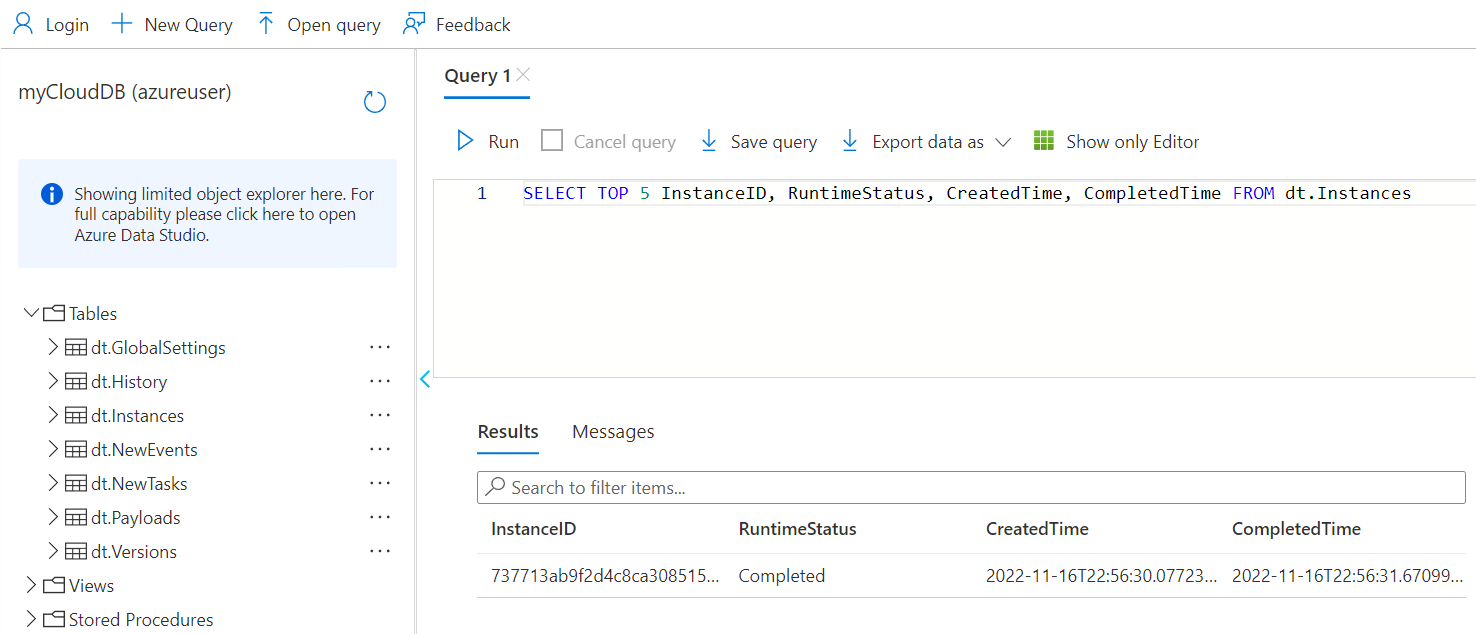 Login New Query Open query Feedback
myCloudDB (azureuser)
Showing limited object explorer here. For
full capability please click here to open
Azure Data Studio.
Tables
dt.GlobalSettings
dt.History
dt.Instances
dt.NewEvents
dt.NewTasks
dt.Payloads
dt.Versions
Views
Stored Procedures
Query 1
Run Cancel query Save query Export data as Show only Editor
1 SELECT TOP 5 InstanceID, RuntimeStatus, CreatedTime, CompletedTime FROM dt.Instances
Results Messages
Search to filter items...
InstanceID RuntimeStatus CreatedTime CompletedTime
737713ab9f2d4c8ca308515... Completed 2022-11-16T22:56:30.07723... 2022-11-16T22:56:31.67099...